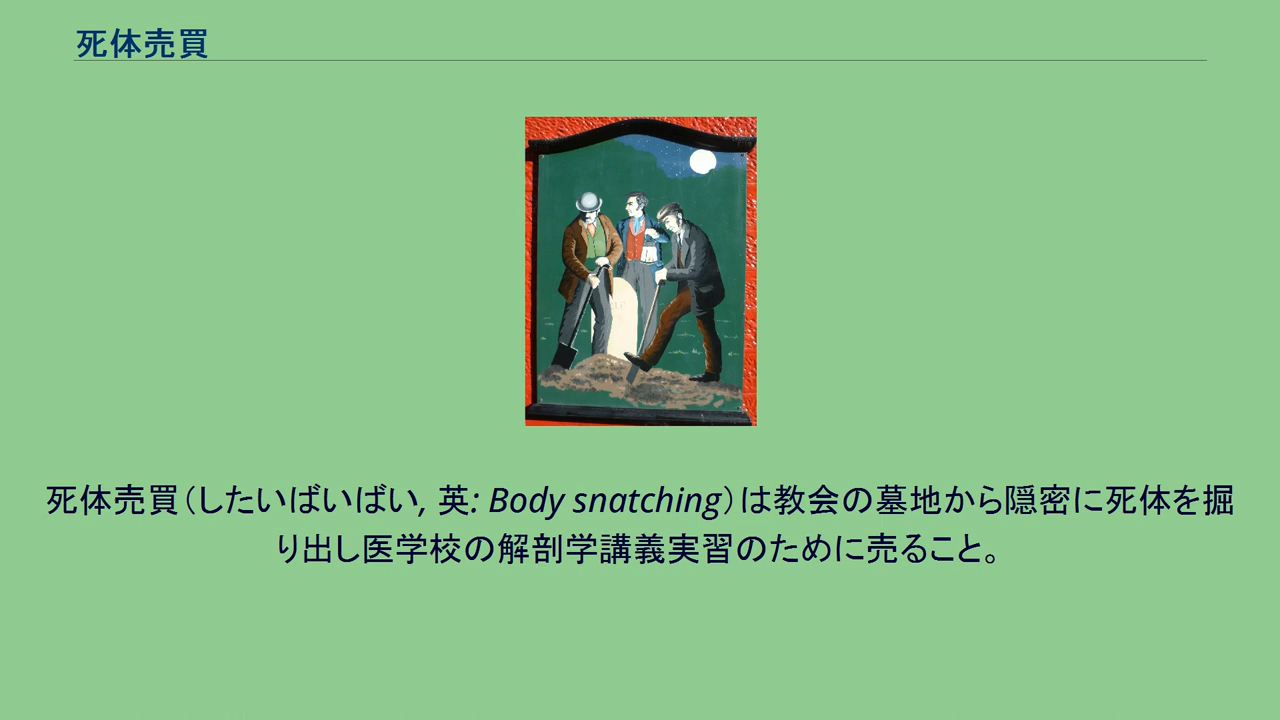 死体売買
死体売買（したいばいばい, 英: Body snatching）は教会の墓地から隠密に死体を掘
り出し医学校の解剖学講義実習のために売ること。